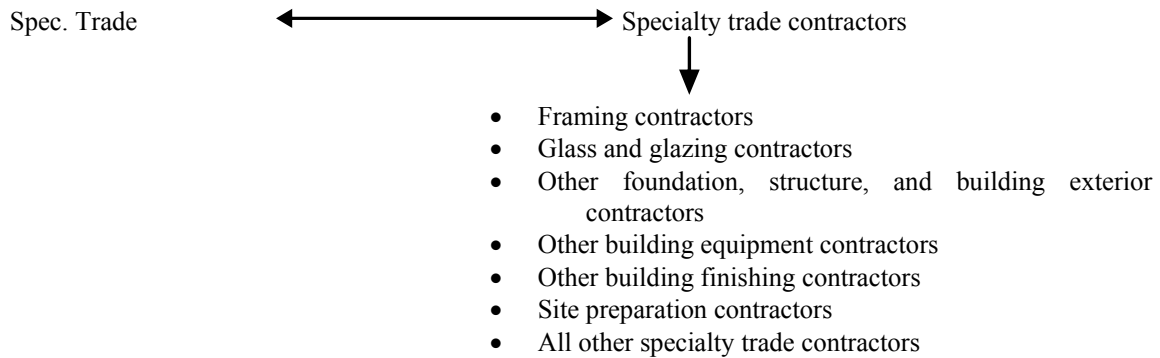 Spec. Trade Specialty trade contractors
• Framing contractors
• Glass and glazing contractors
• Other foundation, structure, and building exterior
contractors
• Other building equipment contractors
• Other building finishing contractors
• Site preparation contractors
• All other specialty trade contractors